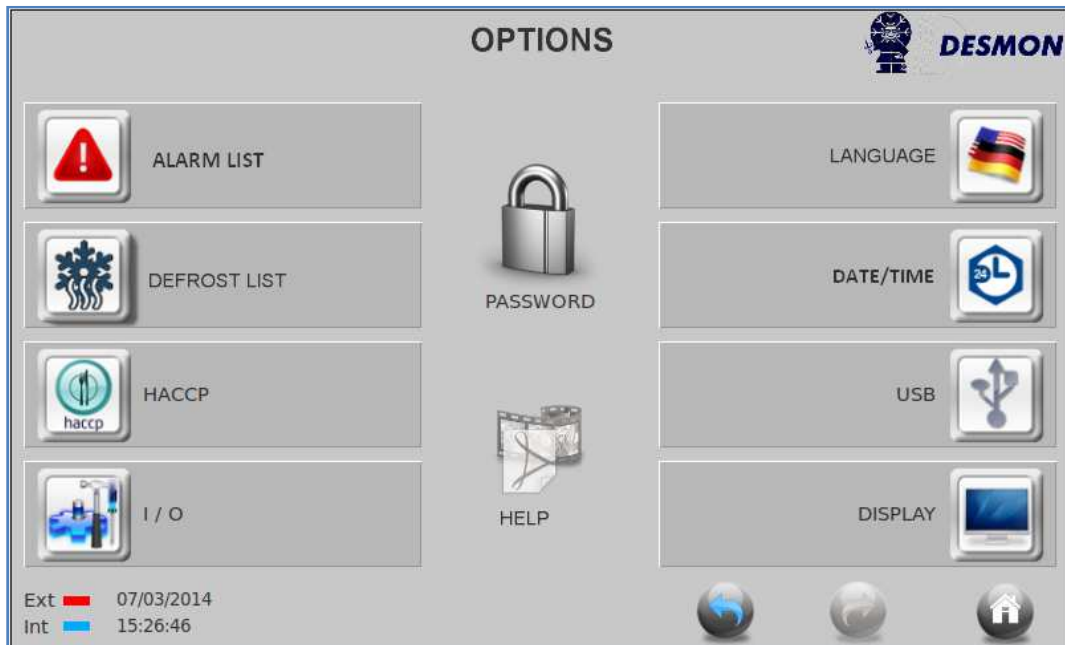 OPTIONS
DESMON
ALARM LIST
LANGUAGE
DEFROST LIST
24
DATE/TIME
PASSWORD
HACCP
haccp
USB
I / O
HELP
DISPLAY
Ext 07/03/2014
Int 15:26:46